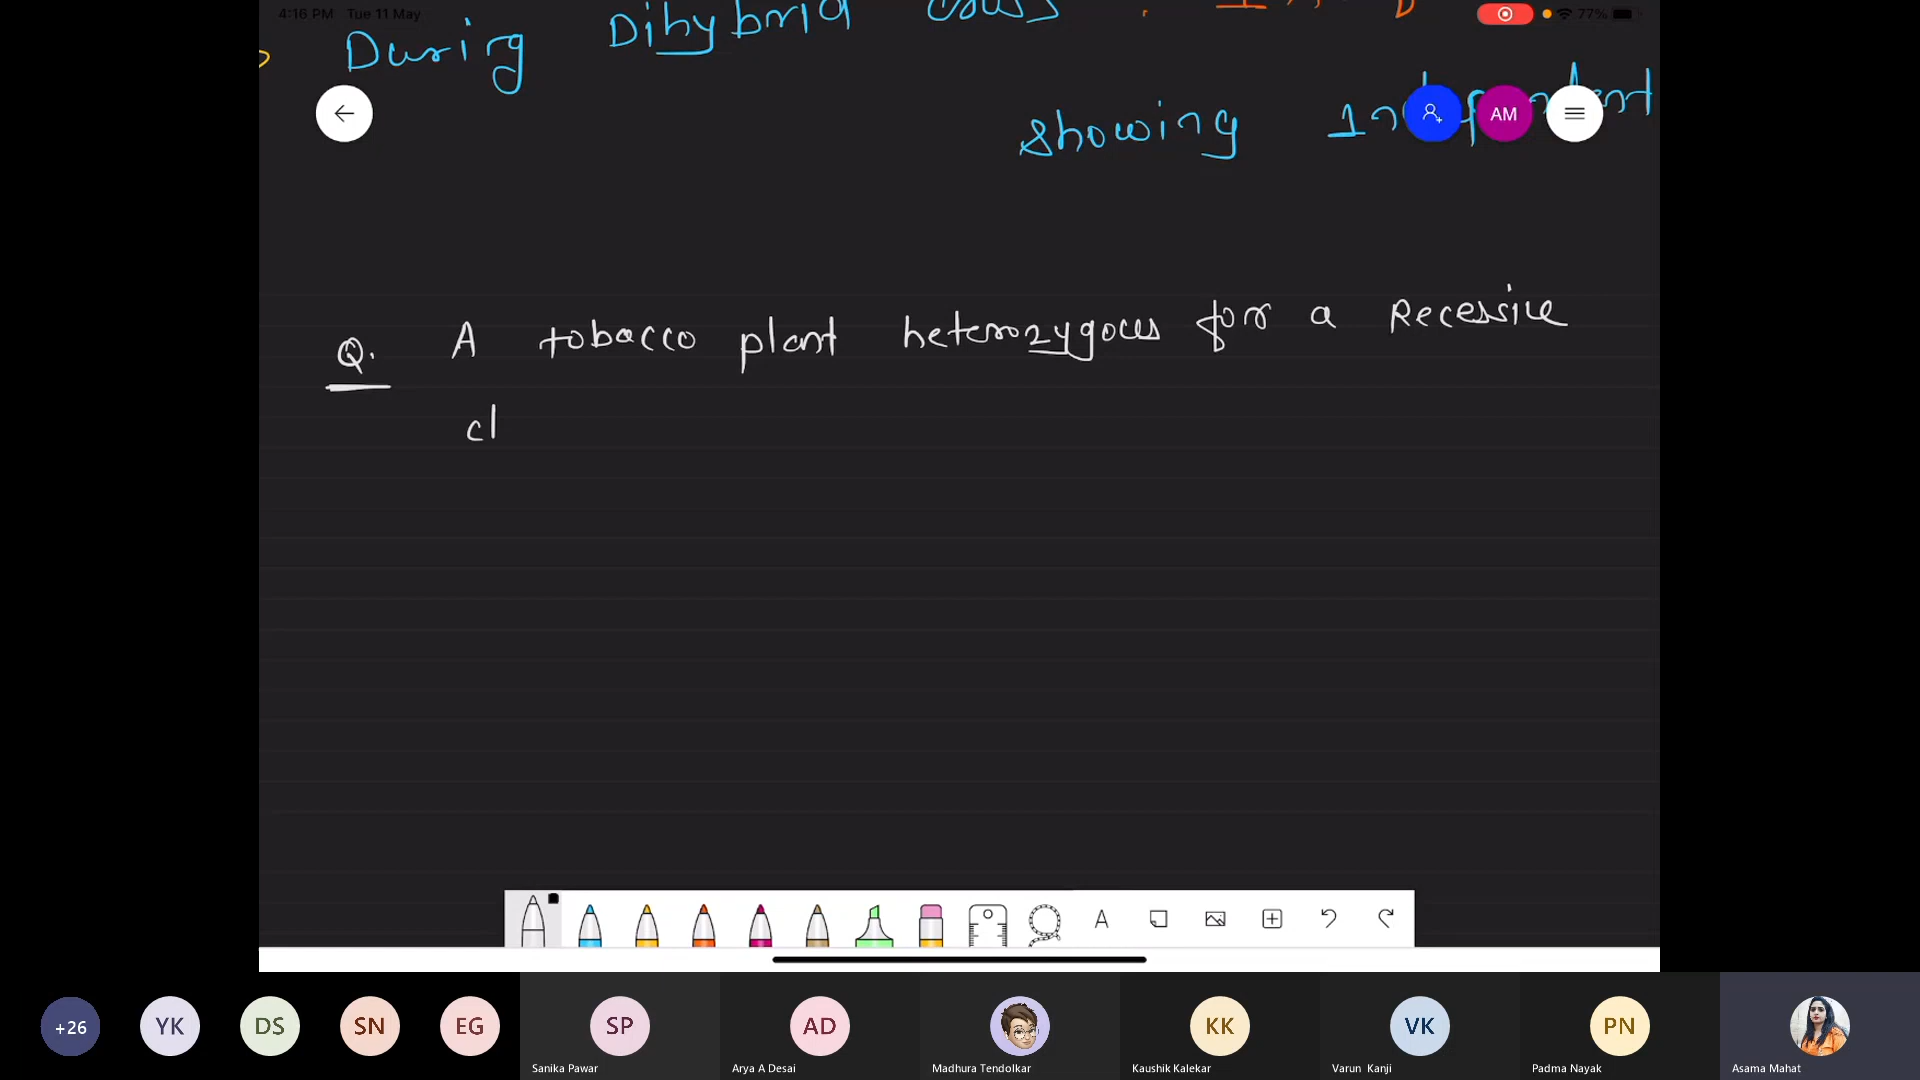 4:16 PM Tue 11 May
77%
During Dihybrid Cross
showing
AM
Q. A tobacco plant heterozygous for a Recessive
ch
A
+26
YK
DS
SN
EG
SP
AD
KK
VK
PN
Sanika Pawar
Arya A Desai
Madhura Tendolkar
Kaushik Kalekar
Varun Kanji
Padma Nayak
Asama Mahat